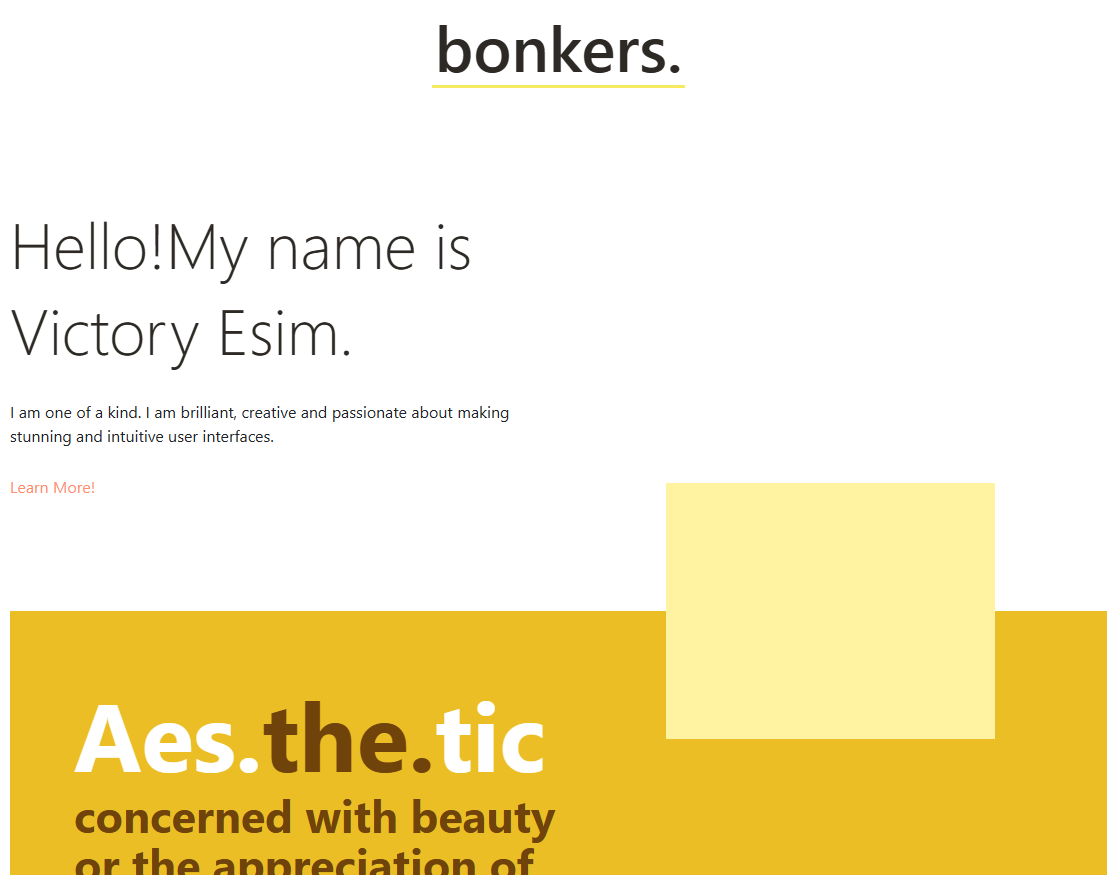 bonkers.
Hello!My name is
Victory Esim.
I am one of a kind. I am brilliant, creative and passionate about making
stunning and intuitive user interfaces.
Learn More!
Aes.the.tic
concerned with beauty
or the appreciation of